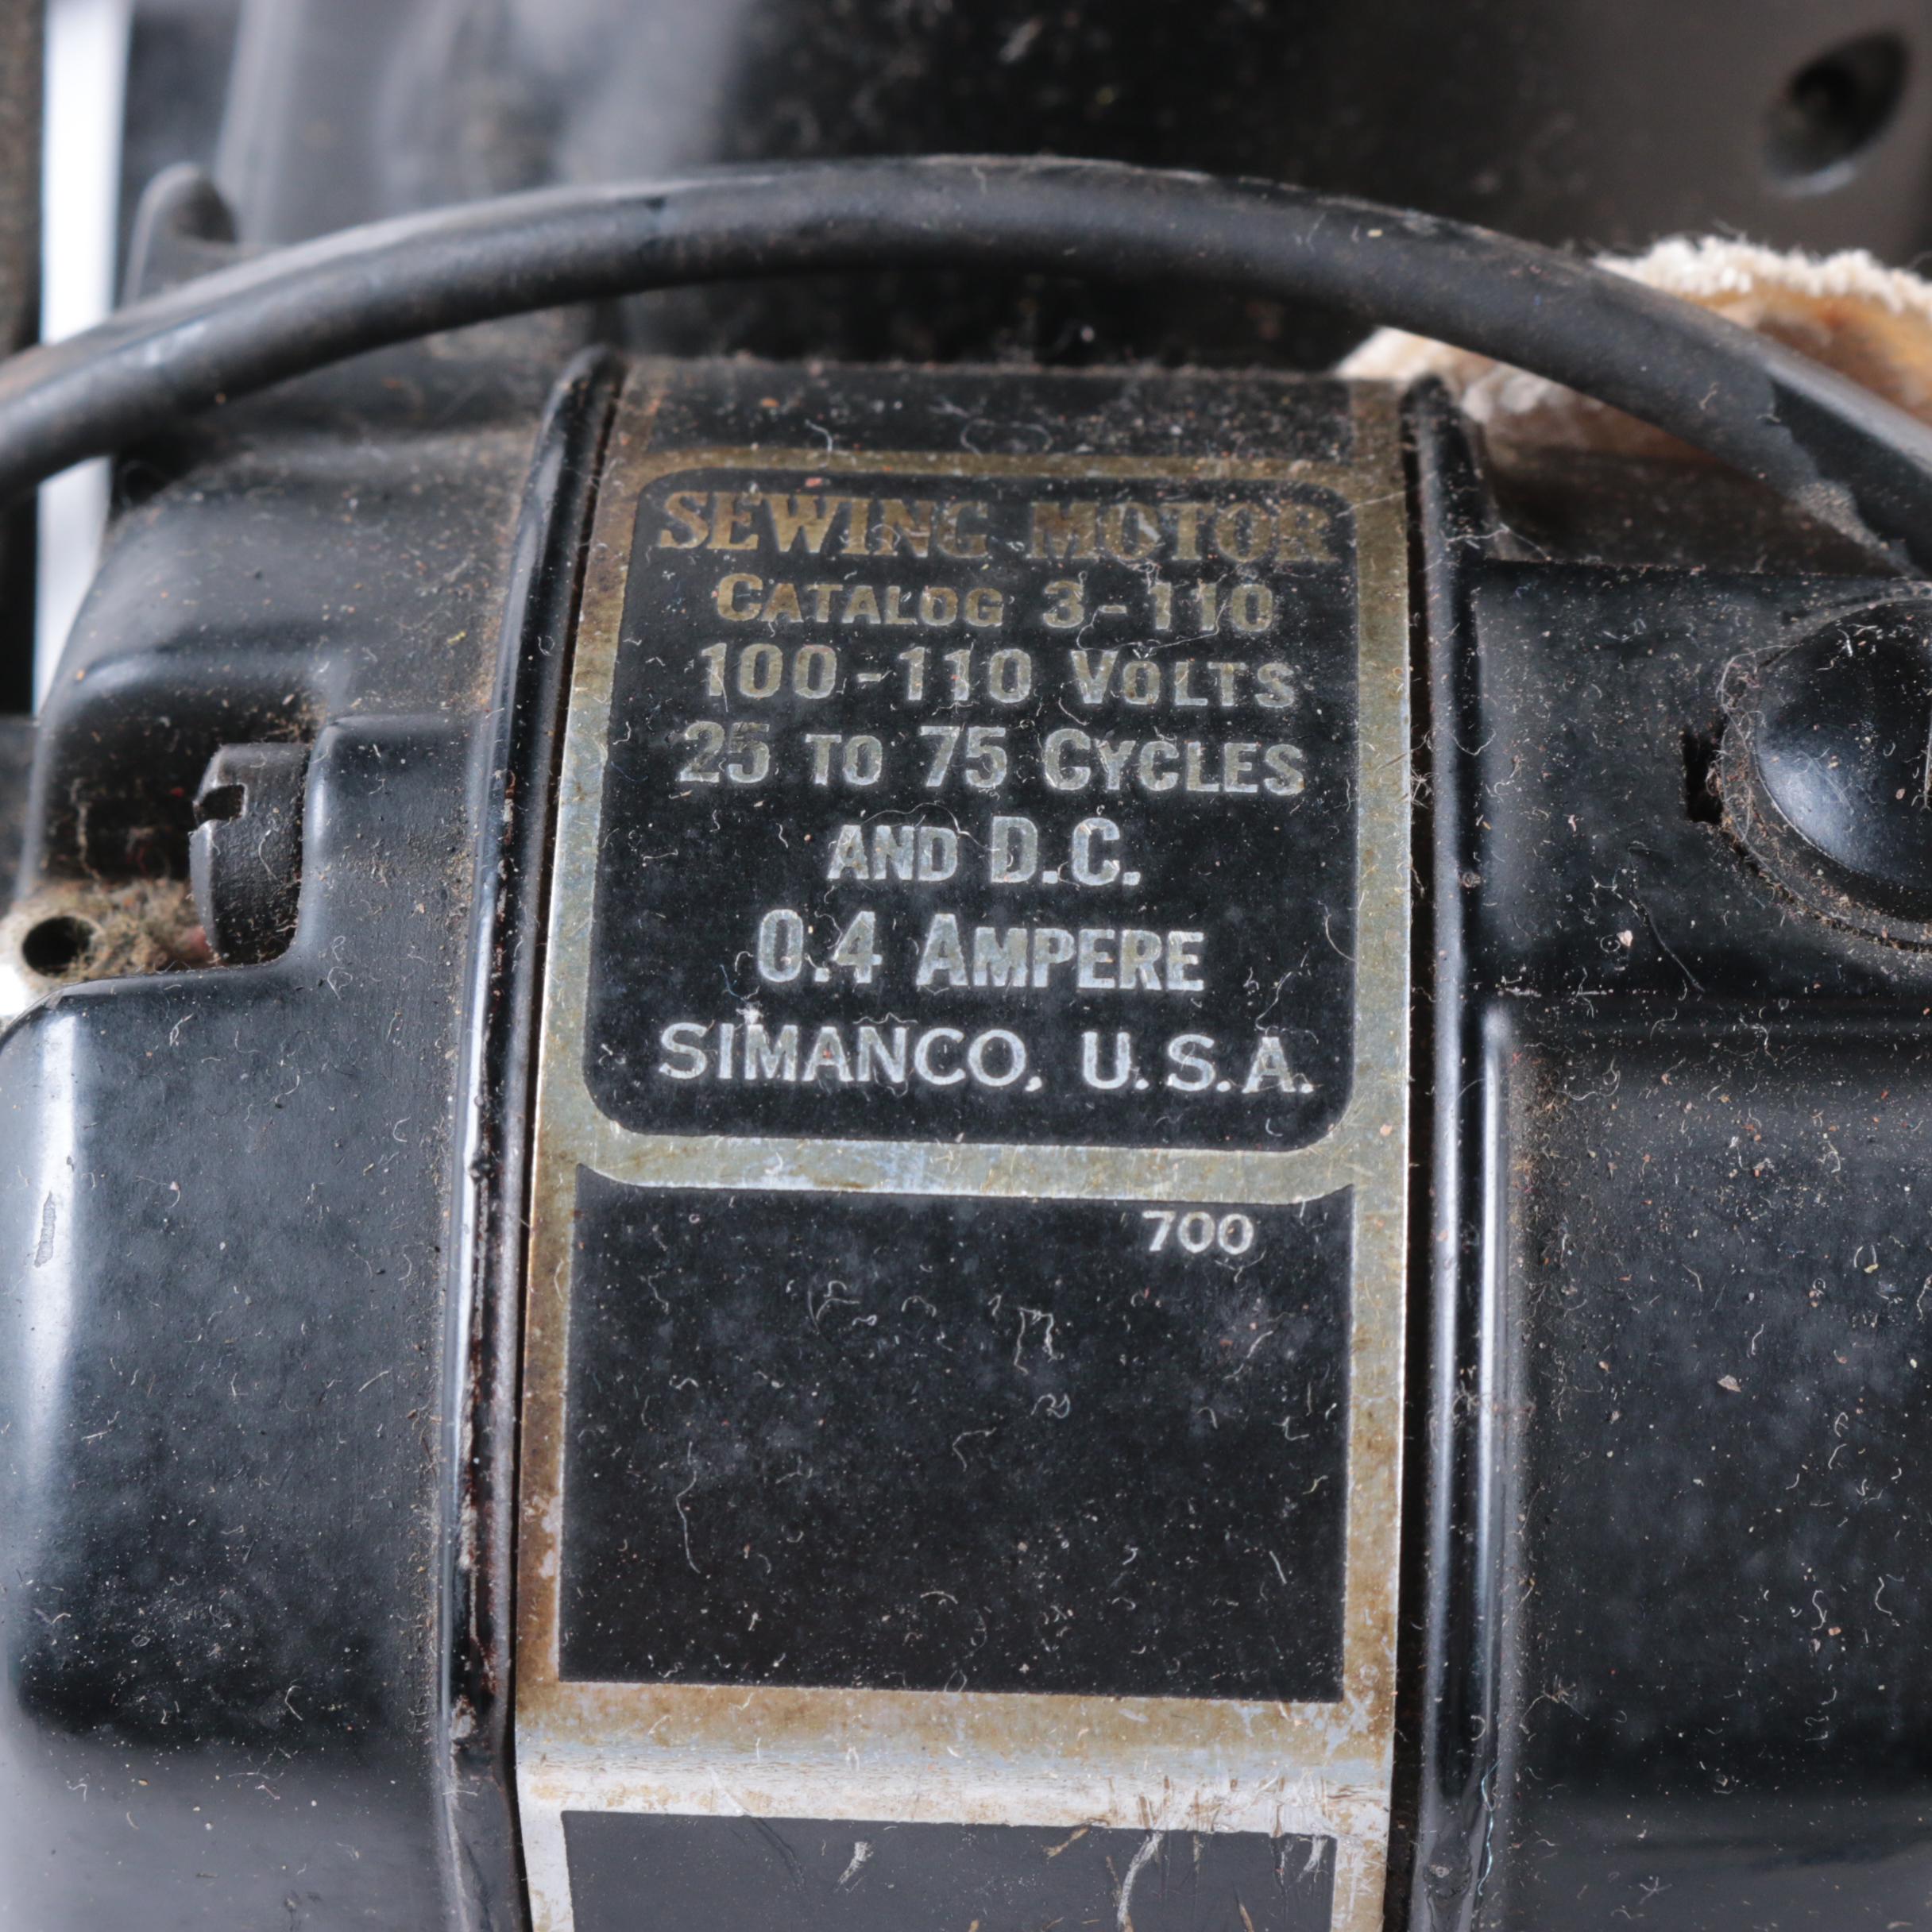 SEWING MOTOR
CATALOG 3-110
100-110 VOLTS
25 TO 75 CYCLES
AND D.C.
0.4 AMPERE
SIMANCO, U.S.A.
700